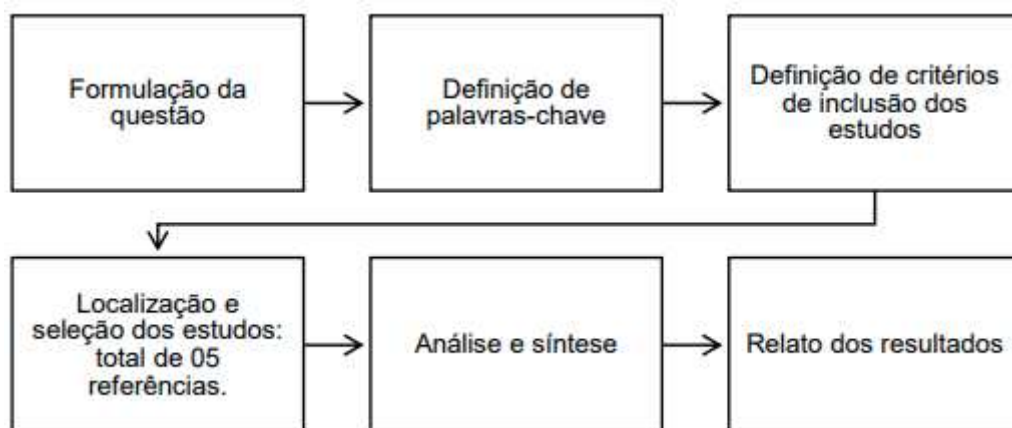 Formulação da
questão
Definição de
palavras-chave
Definição de critérios
de inclusão dos
estudos
Localização e
seleção dos estudos:
total de 05
referências.
Análise e síntese
Relato dos resultados